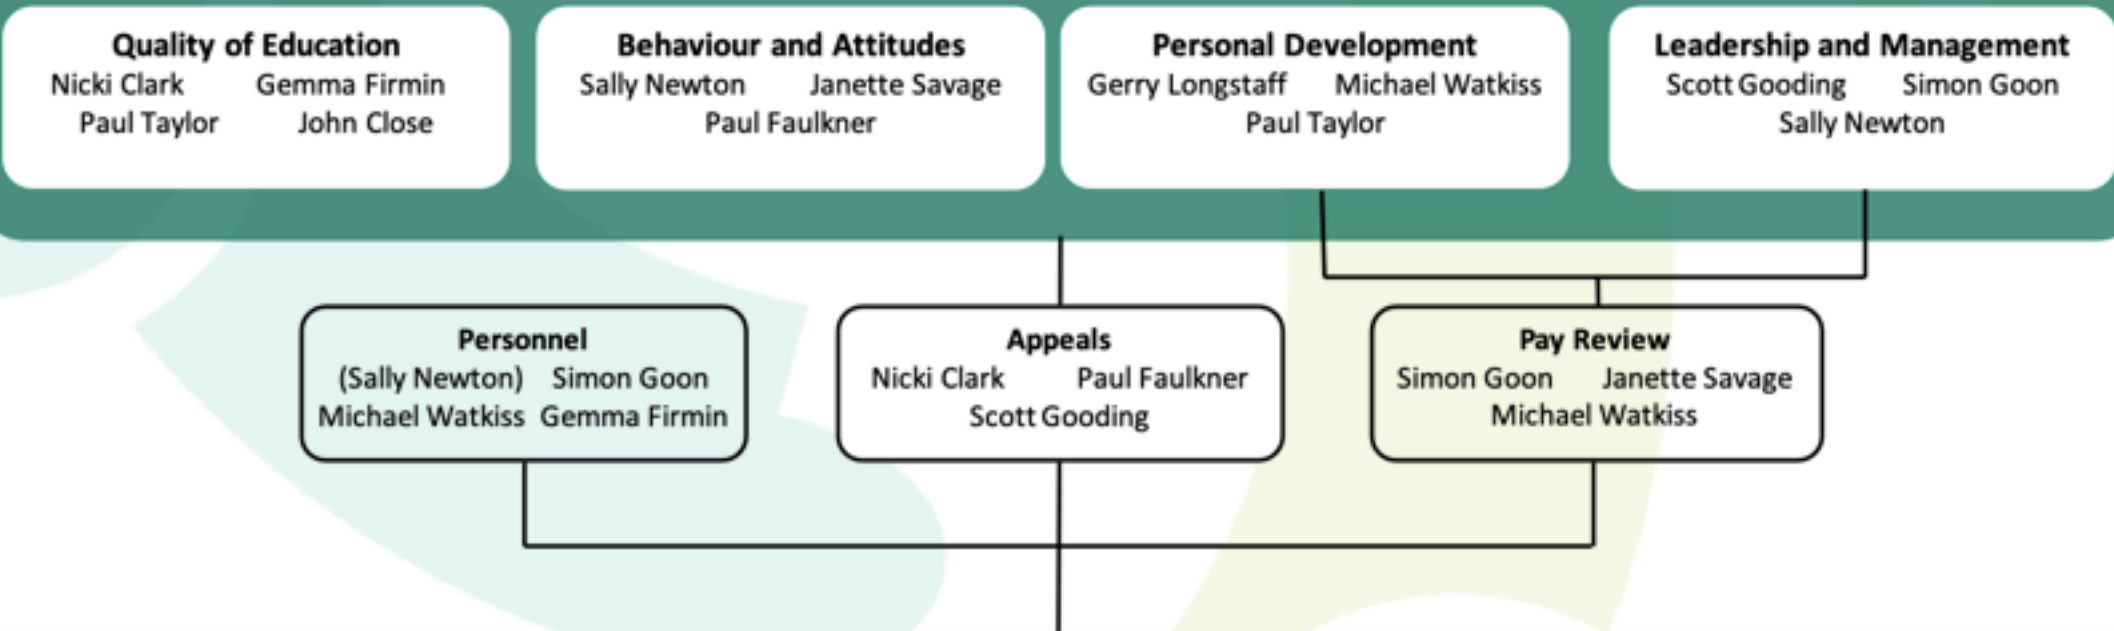 Quality of Education
Nicki Clark Gemma Firmin
Paul Taylor John Close
Behaviour and Attitudes
Sally Newton Janette Savage
Paul Faulkner
Personal Development
Gerry Longstaff Michael Watkiss
Paul Taylor
Leadership and Management
Scott Gooding Simon Goon
Sally Newton
Personnel
(Sally Newton) Simon Goon
Michael Watkiss Gemma Firmin
Appeals
Nicki Clark Paul Faulkner
Scott Gooding
Pay Review
Simon Goon Janette Savage
Michael Watkiss